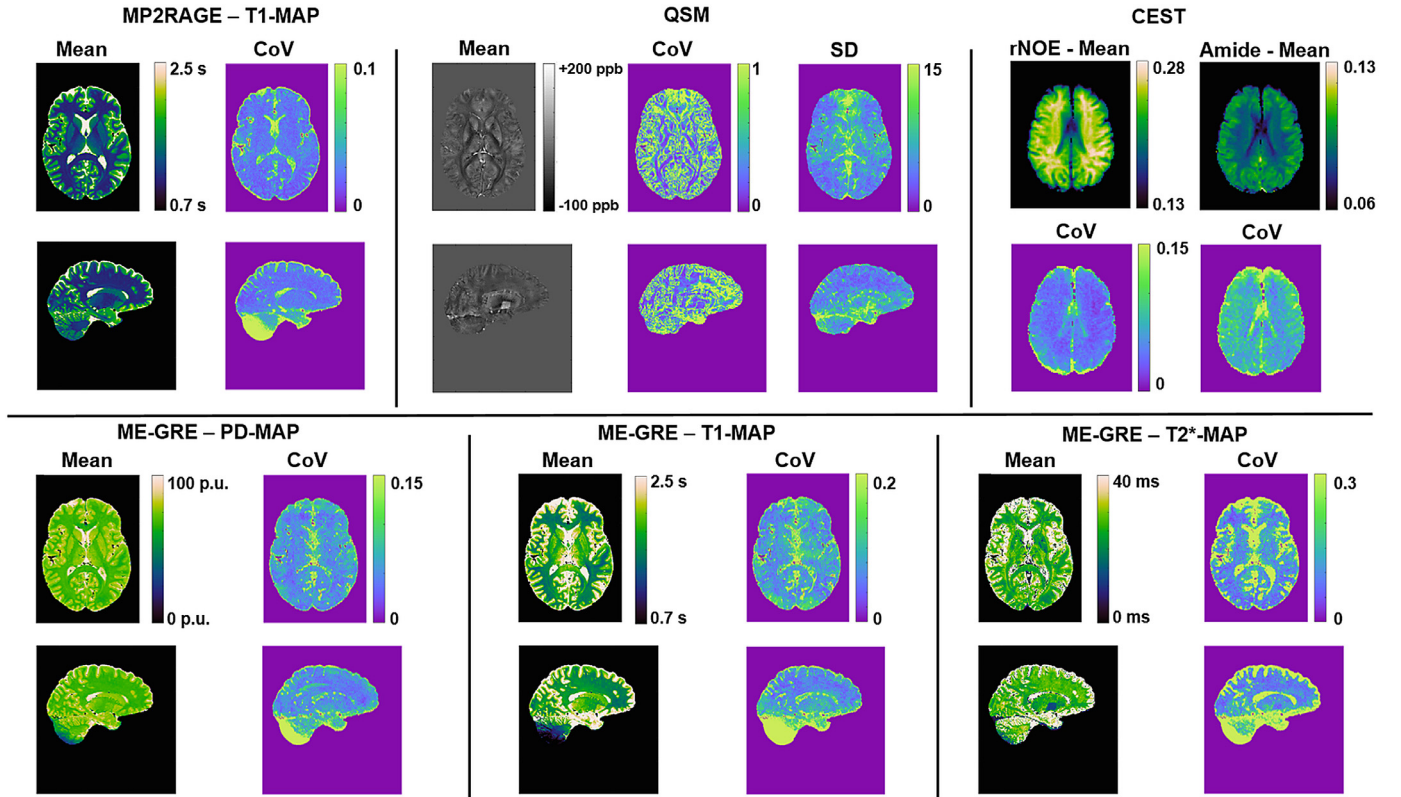 MP2RAGE – T1-MAP
Mean
CoV
2.5 s
0.7 s
0.1
0
QSM
Mean
CoV
SD
+200 ppb
-100 ppb
1
0
15
0
CEST
rNOE - Mean
Amide - Mean
0.28
0.13
0.13
0.06
CoV
CoV
0.15
0
ME-GRE – PD-MAP
Mean
CoV
100 p.u.
0 p.u.
0.15
0
ME-GRE – T1-MAP
Mean
CoV
2.5 s
0.7 s
0.2
0
ME-GRE – T2*-MAP
Mean
CoV
40 ms
0 ms
0.3
0